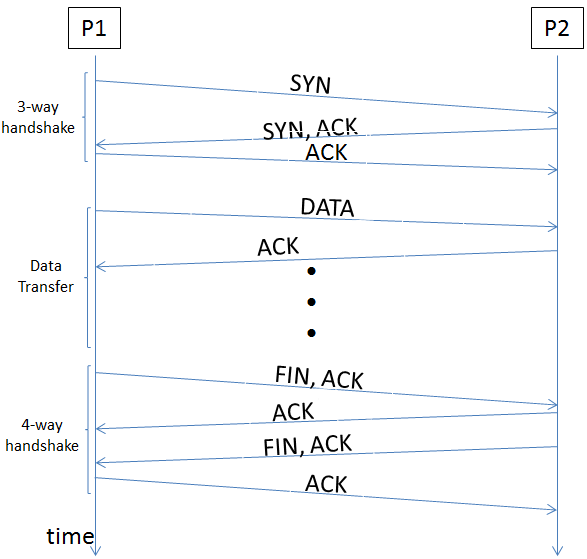 P1
P2
SYN
3-way
handshake
SYN, ACK
ACK
DATA
ACK
Data
Transfer
FIN, ACK
ACK
4-way
handshake
FIN, ACK
ACK
time